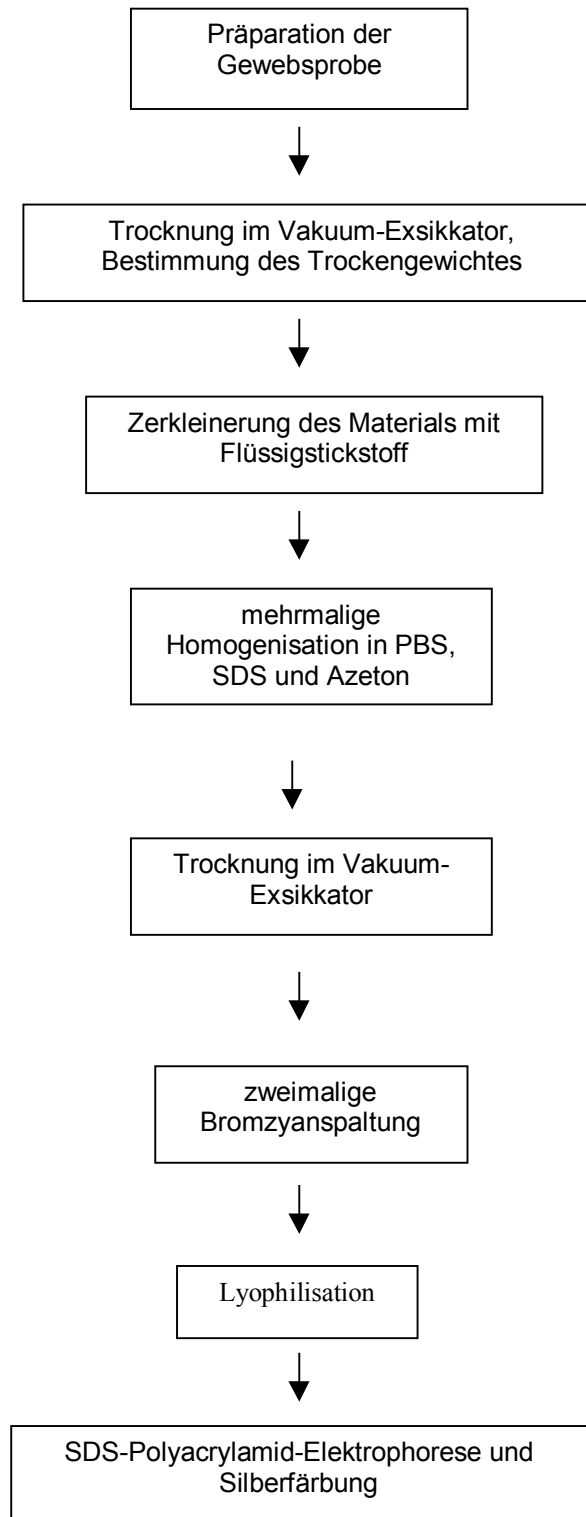 Präparation der
Gewebsprobe
Trocknung im Vakuum-Exsikkator,
Bestimmung des Trockengewichtes
Zerkleinerung des Materials mit
Flüssigstickstoff
mehrmalige
Homogenisation in PBS,
SDS und Azeton
Trocknung im Vakuum-
Exsikkator
zweimalige
Bromzyanspaltung
Lyophilisation
SDS-Polyacrylamid-Elektrophorese und
Silberfärbung